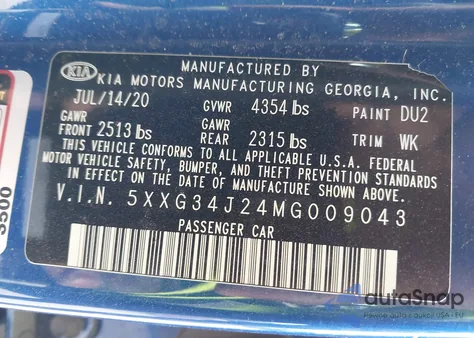 MANUFACTURED BY
KIA KIA MOTORS MANUFACTURING GEORGIA, INC.
JUL/14/20 GVWR 4354 lbs PAINT DU2
GAWR FRONT 2513 lbs GAWR REAR 2315 lbs TRIM WK
THIS VEHICLE CONFORMS TO ALL APPLICABLE U.S.A. FEDERAL
MOTOR VEHICLE SAFETY, BUMPER, AND THEFT PREVENTION STANDARDS
IN EFFECT ON THE DATE OF MANUFACTURE SHOWN ABOVE.
V.I.N. 5XXG34J24MG009043
PASSENGER CAR
3500
autoSnap